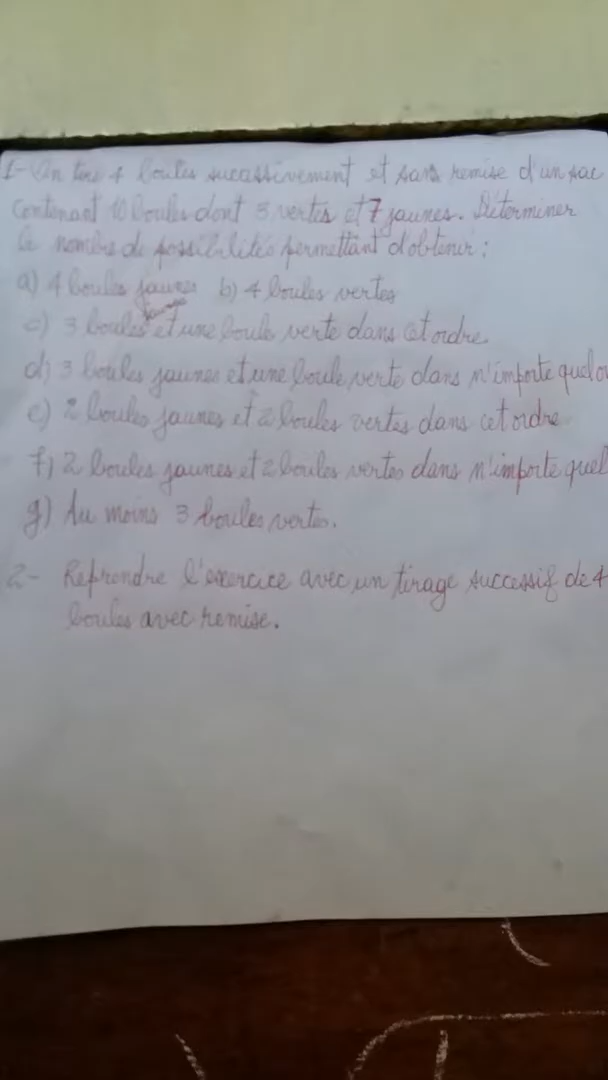 1- On tire 4 boules successivement et sans remise d'un sac
contenant 10 boules dont 3 vertes et 7 jaunes. Déterminer
le nombre de possibilités permettant d'obtenir :
a) 4 boules jaunes b) 4 boules vertes
c) 3 boules jaunes et une boule verte dans cet ordre
d) 3 boules jaunes et une boule verte dans n'importe quel
e) 2 boules jaunes et 2 boules vertes dans cet ordre
f) 2 boules jaunes et 2 boules vertes dans n'importe quel
g) Au moins 3 boules vertes.
2- Reprendre l'exercice avec un tirage successif de 4
boules avec remise.